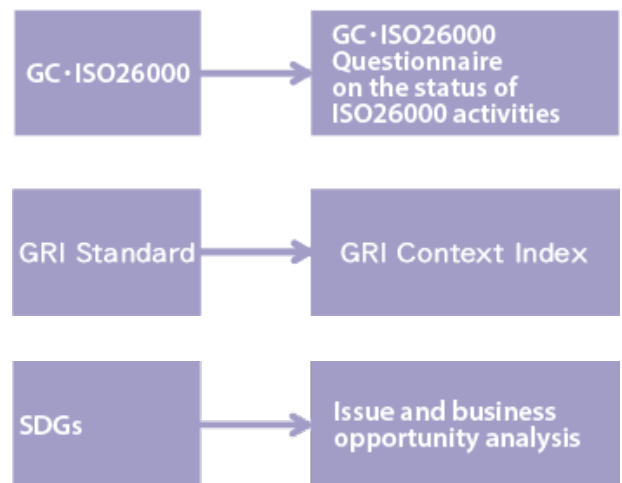 GC・ISO26000
GC・ISO26000
Questionnaire
on the status of
ISO26000 activities
GRI Standard
GRI Context Index
SDGs
Issue and business
opportunity analysis